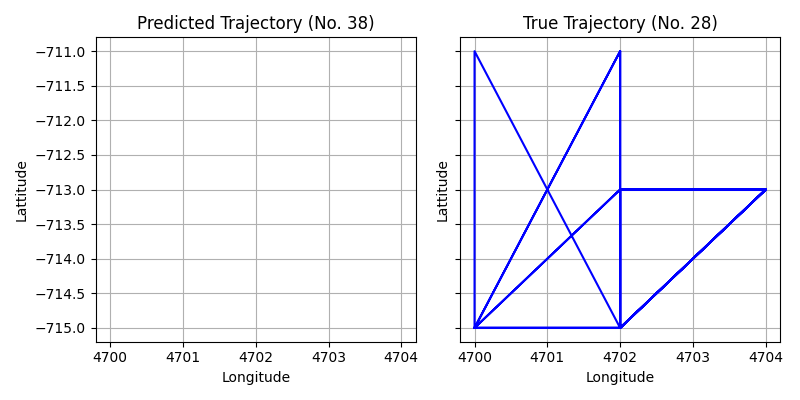 Predicted Trajectory (No. 38)
True Trajectory (No. 28)
Lattitude
−711.0
−711.5
−712.0
−712.5
−713.0
−713.5
−714.0
−714.5
−715.0
4700 4701 4702 4703 4704
Longitude
Lattitude
4700 4701 4702 4703 4704
Longitude